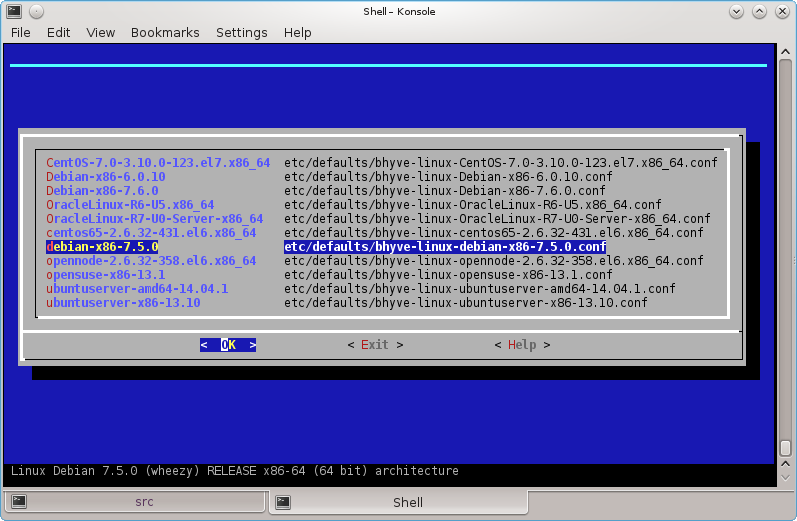 Shell – Konsole
File Edit View Bookmarks Settings Help
CentOS-7.0-3.10.0-123.el7.x86_64 etc/defaults/bhyve-linux-CentOS-7.0-3.10.0-123.el7.x86_64.conf
Debian-x86-6.0.10 etc/defaults/bhyve-linux-Debian-x86-6.0.10.conf
Debian-x86-7.6.0 etc/defaults/bhyve-linux-Debian-x86-7.6.0.conf
OracleLinux-R6-U5.x86_64 etc/defaults/bhyve-linux-OracleLinux-R6-U5.x86_64.conf
OracleLinux-R7-U0-Server-x86_64 etc/defaults/bhyve-linux-OracleLinux-R7-U0-Server-x86_64.conf
centos65-2.6.32-431.el6.x86_64 etc/defaults/bhyve-linux-centos65-2.6.32-431.el6.x86_64.conf
debian-x86-7.5.0 etc/defaults/bhyve-linux-debian-x86-7.5.0.conf
opennode-2.6.32-358.el6.x86_64 etc/defaults/bhyve-linux-opennode-2.6.32-358.el6.x86_64.conf
opensuse-x86-13.1 etc/defaults/bhyve-linux-opensuse-x86-13.1.conf
ubuntuserver-amd64-14.04.1 etc/defaults/bhyve-linux-ubuntuserver-amd64-14.04.1.conf
ubuntuserver-x86-13.10 etc/defaults/bhyve-linux-ubuntuserver-x86-13.10.conf
< OK > < Exit > < Help >
Linux Debian 7.5.0 (wheezy) RELEASE x86-64 (64 bit) architecture
src Shell